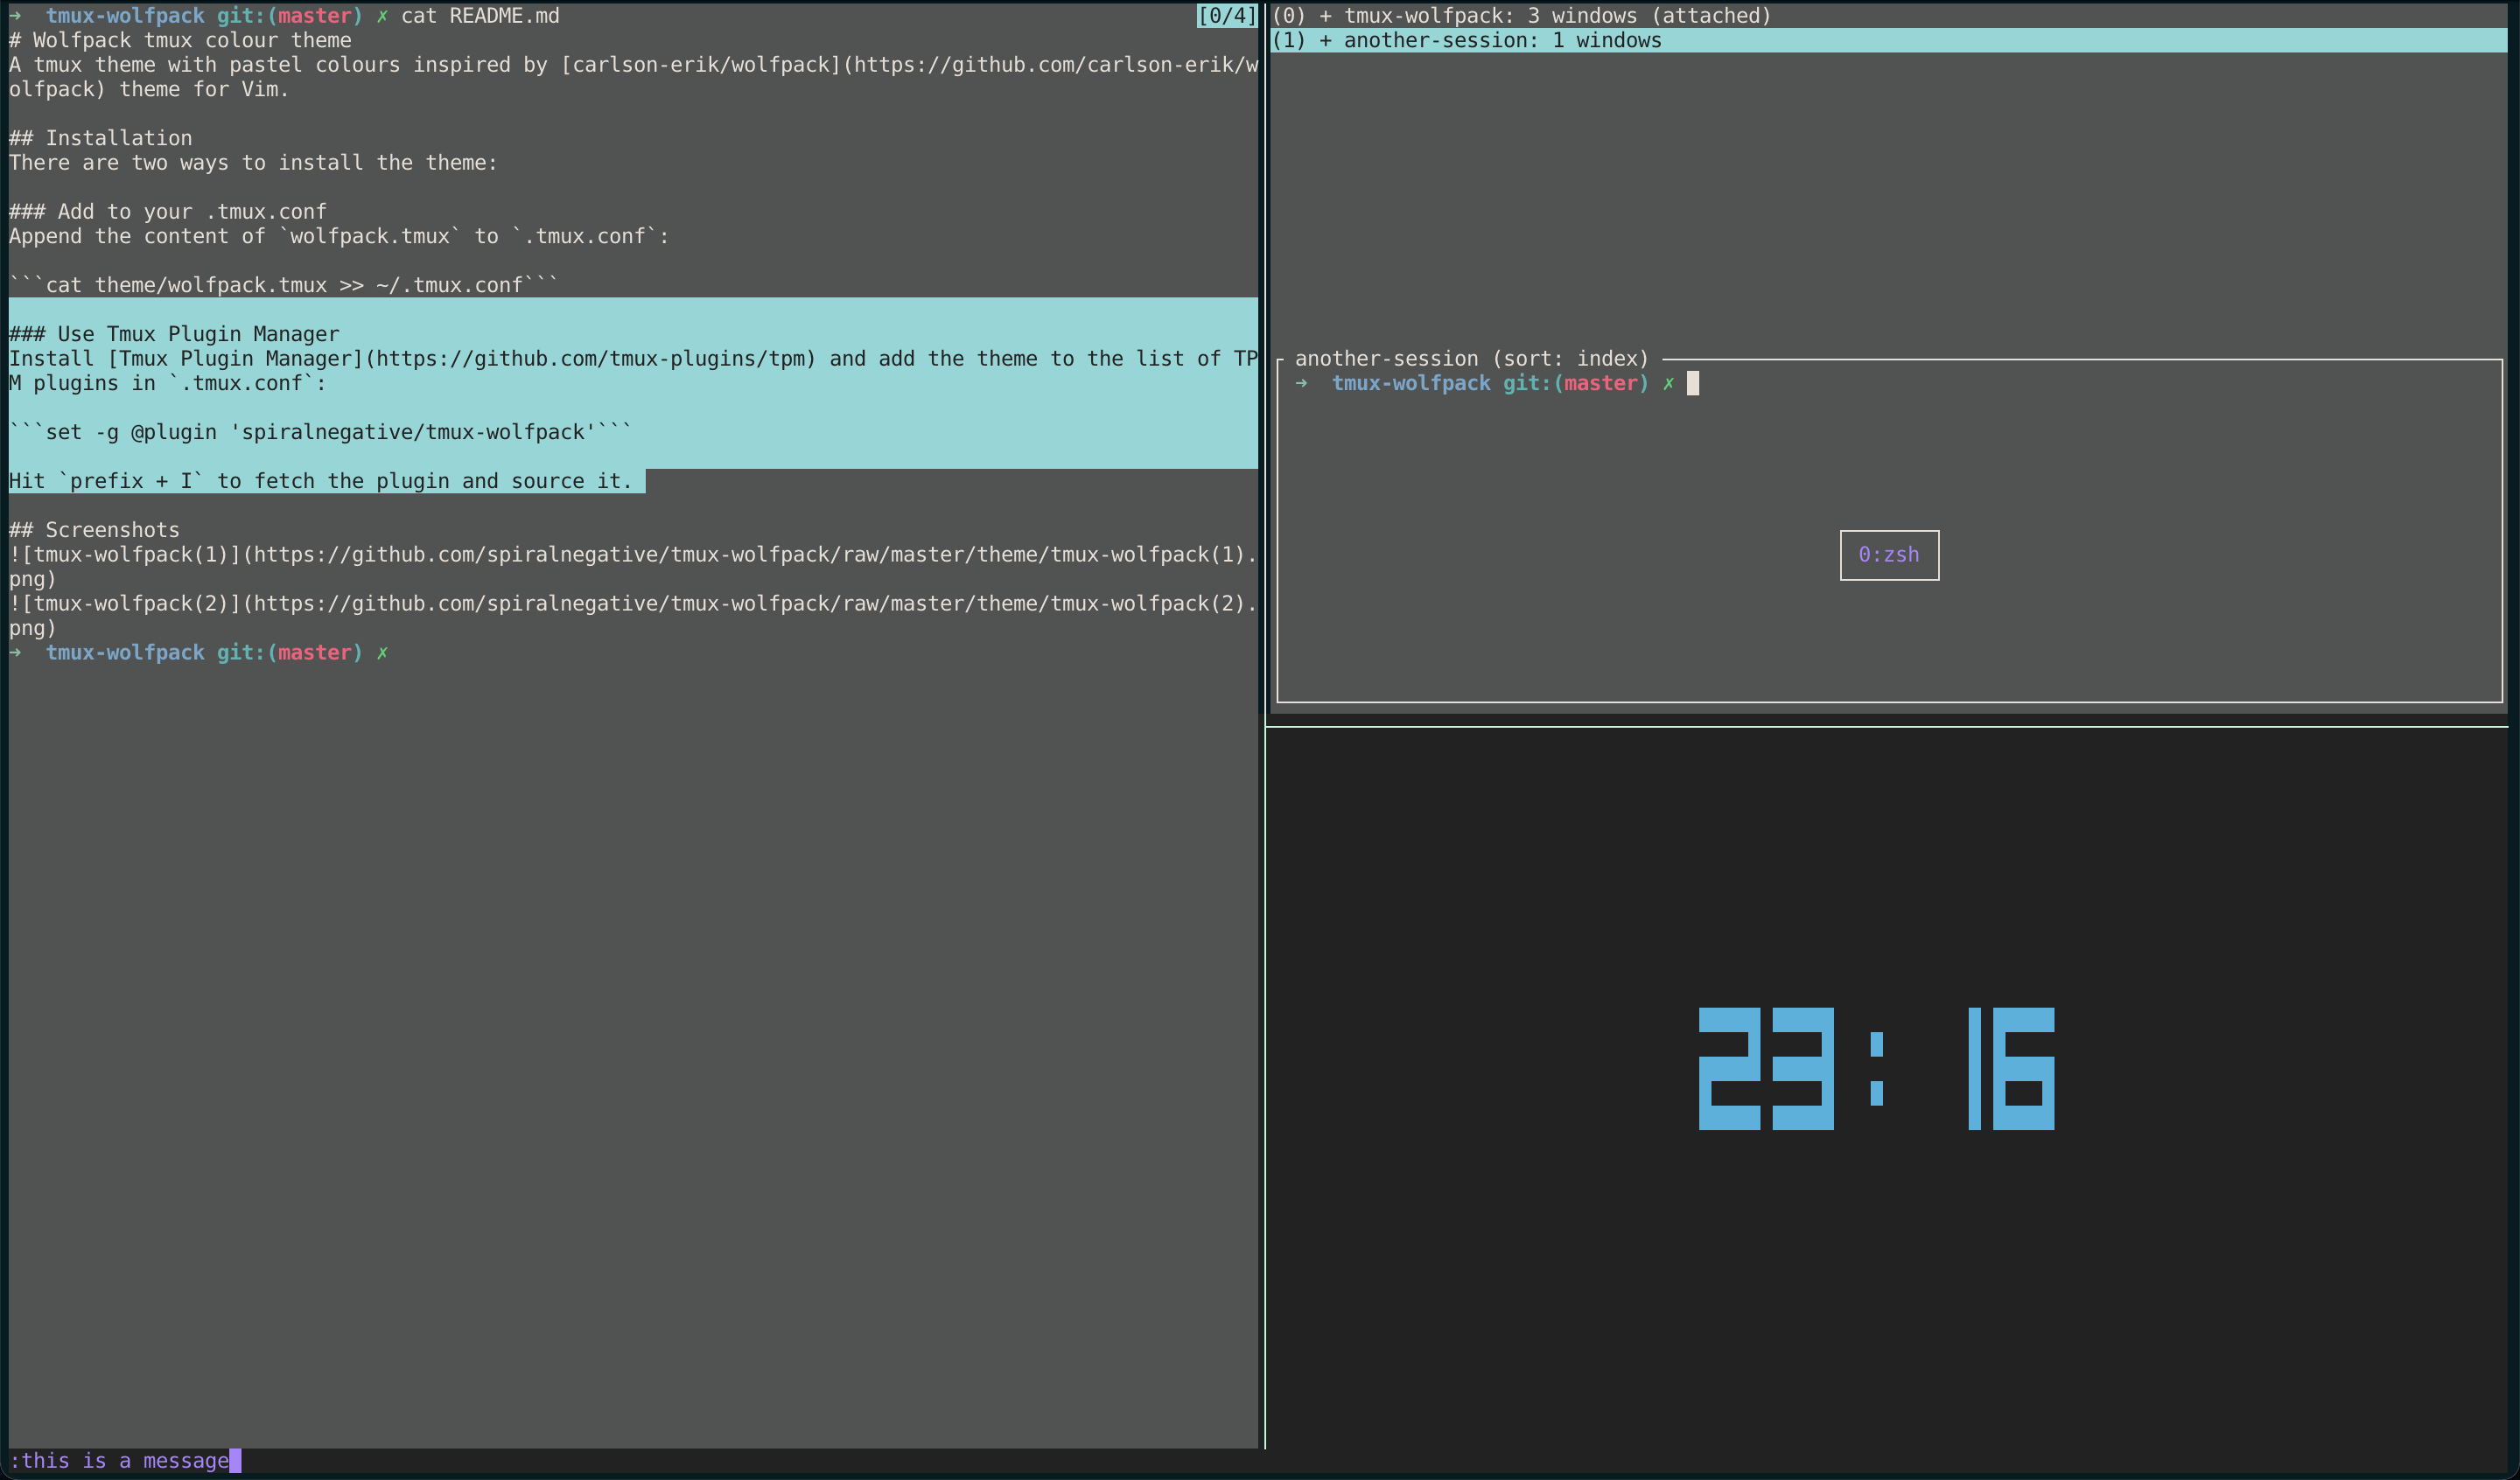 ➜  tmux-wolfpack git:(master) ✗ cat README.md [0/4]
# Wolfpack tmux colour theme
A tmux theme with pastel colours inspired by [carlson-erik/wolfpack](https://github.com/carlson-erik/w
olfpack) theme for Vim.
## Installation
There are two ways to install the theme:
### Add to your .tmux.conf
Append the content of `wolfpack.tmux` to `.tmux.conf`:
```cat theme/wolfpack.tmux >> ~/.tmux.conf```
### Use Tmux Plugin Manager
Install [Tmux Plugin Manager](https://github.com/tmux-plugins/tpm) and add the theme to the list of TP
M plugins in `.tmux.conf`:
```set -g @plugin 'spiralnegative/tmux-wolfpack'```
Hit `prefix + I` to fetch the plugin and source it.
## Screenshots
![tmux-wolfpack(1)](https://github.com/spiralnegative/tmux-wolfpack/raw/master/theme/tmux-wolfpack(1).
png)
![tmux-wolfpack(2)](https://github.com/spiralnegative/tmux-wolfpack/raw/master/theme/tmux-wolfpack(2).
png)
➜  tmux-wolfpack git:(master) ✗
(0) + tmux-wolfpack: 3 windows (attached)
(1) + another-session: 1 windows
another-session (sort: index)
➜  tmux-wolfpack git:(master) ✗
0:zsh
23:16
:this is a message